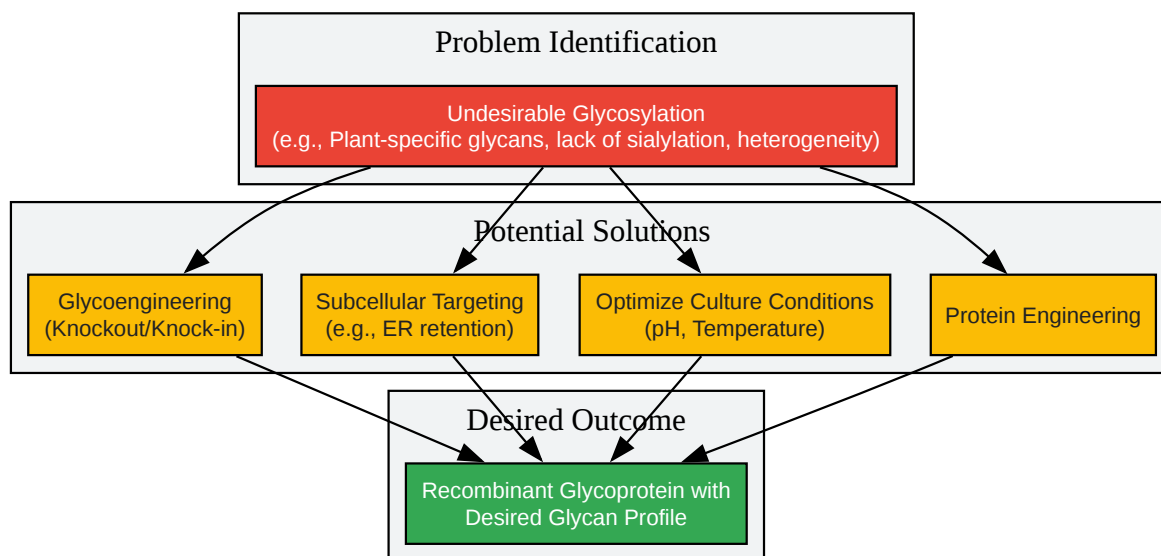 Problem Identification
Undesirable Glycosylation
(e.g., Plant-specific glycans, lack of sialylation, heterogeneity)
Potential Solutions
Glycoengineering
(Knockout/Knock-in)
Subcellular Targeting
(e.g., ER retention)
Optimize Culture Conditions
(pH, Temperature)
Protein Engineering
Desired Outcome
Recombinant Glycoprotein with
Desired Glycan Profile